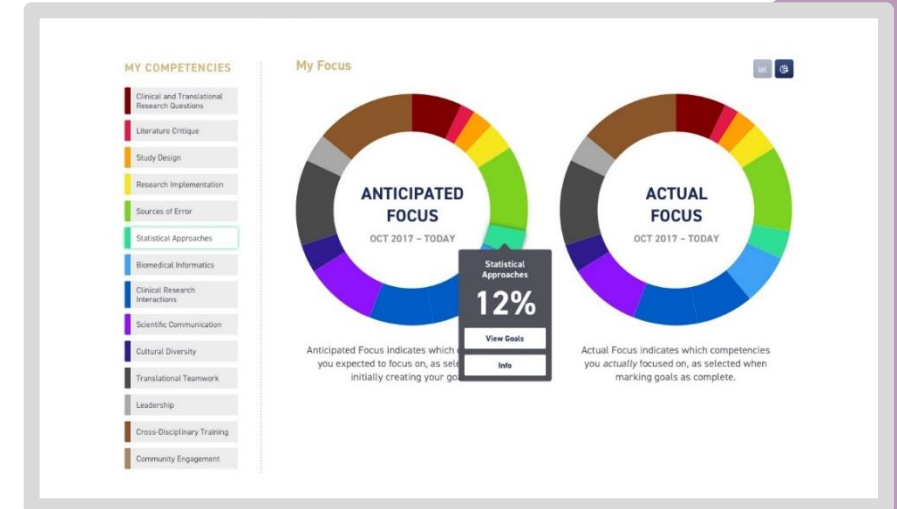 MY COMPETENCIES
Clinical and Translational
Research Questions
Literature Critique
Study Design
Research Implementation
Sources of Error
Statistical Approaches
Biomedical Informatics
Clinical Research
Interactions
Scientific Communication
Cultural Diversity
Translational Teamwork
Leadership
Cross-Disciplinary Training
Community Engagement
My Focus
ANTICIPATED
FOCUS
OCT 2017 – TODAY
Statistical
Approaches
12%
View Goals
Info
Anticipated Focus indicates which
you expected to focus on, as
initially creating your
ACTUAL
FOCUS
OCT 2017 – TODAY
Actual Focus indicates which competencies
you actually focused on, as selected when
marking goals as complete.